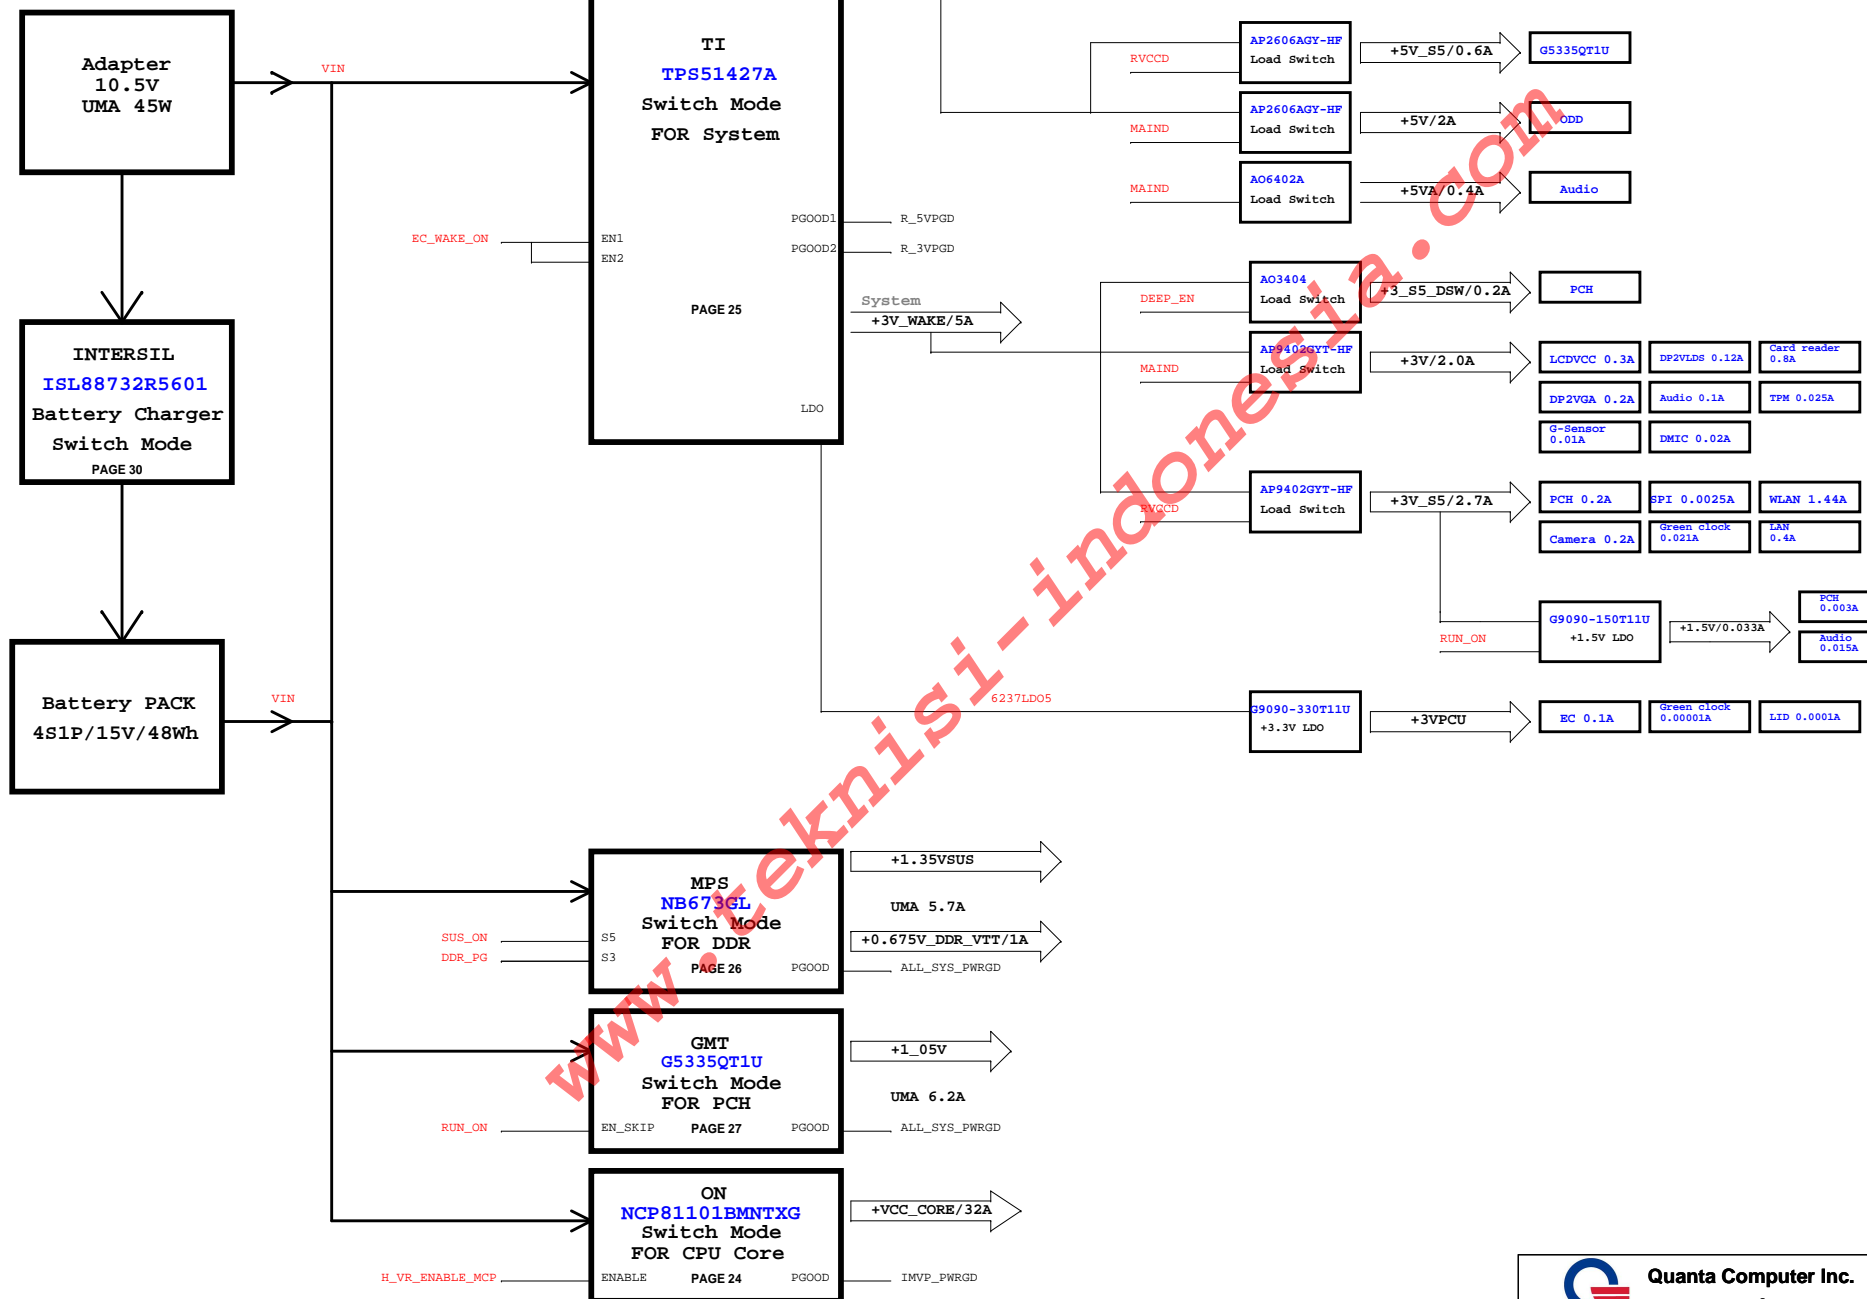 Adapter
10.5V
UMA 45W
VIN
TI
TPS51427A
Switch Mode
FOR System
EC_WAKE_ON
EN1
EN2
PGOOD1
R_5VPGD
PGOOD2
R_3VPGD
PAGE 25
LDO
System
+3V_WAKE/5A
RVCCD
AP2606AGY-HF
Load Switch
+5V_S5/0.6A
G5335QT1U
MAIND
AP2606AGY-HF
Load Switch
+5V/2A
ODD
MAIND
AO6402A
Load Switch
+5VA/0.4A
Audio
DEEP_EN
AO3404
Load Switch
+3_S5_DSW/0.2A
PCH
MAIND
AP9402GYT-HF
Load Switch
+3V/2.0A
LCDVCC 0.3A
DP2VLDS 0.12A
Card reader
0.8A
DP2VGA 0.2A
Audio 0.1A
TPM 0.025A
G-Sensor
0.01A
DMIC 0.02A
RVCCD
AP9402GYT-HF
Load Switch
+3V_S5/2.7A
PCH 0.2A
SPI 0.0025A
WLAN 1.44A
Camera 0.2A
Green clock
0.021A
LAN
0.4A
RUN_ON
G9090-150T11U
+1.5V LDO
+1.5V/0.033A
PCH
0.003A
Audio
0.015A
6237LDO5
G9090-330T11U
+3.3V LDO
+3VPCU
EC 0.1A
Green clock
0.00001A
LID 0.0001A
INTERSIL
ISL88732R5601
Battery Charger
Switch Mode
PAGE 30
Battery PACK
4S1P/15V/48Wh
VIN
MPS
NB673GL
Switch Mode
FOR DDR
PAGE 26
SUS_ON
S5
DDR_PG
S3
PGOOD
ALL_SYS_PWRGD
+1.35VSUS
UMA 5.7A
+0.675V_DDR_VTT/1A
GMT
G5335QT1U
Switch Mode
FOR PCH
PAGE 27
RUN_ON
EN_SKIP
PGOOD
ALL_SYS_PWRGD
+1_05V
UMA 6.2A
ON
NCP81101BMNTXG
Switch Mode
FOR CPU Core
PAGE 24
H_VR_ENABLE_MCP
ENABLE
PGOOD
IMVP_PWRGD
+VCC_CORE/32A
www.teknisi-indonesia.com
Quanta Computer Inc.